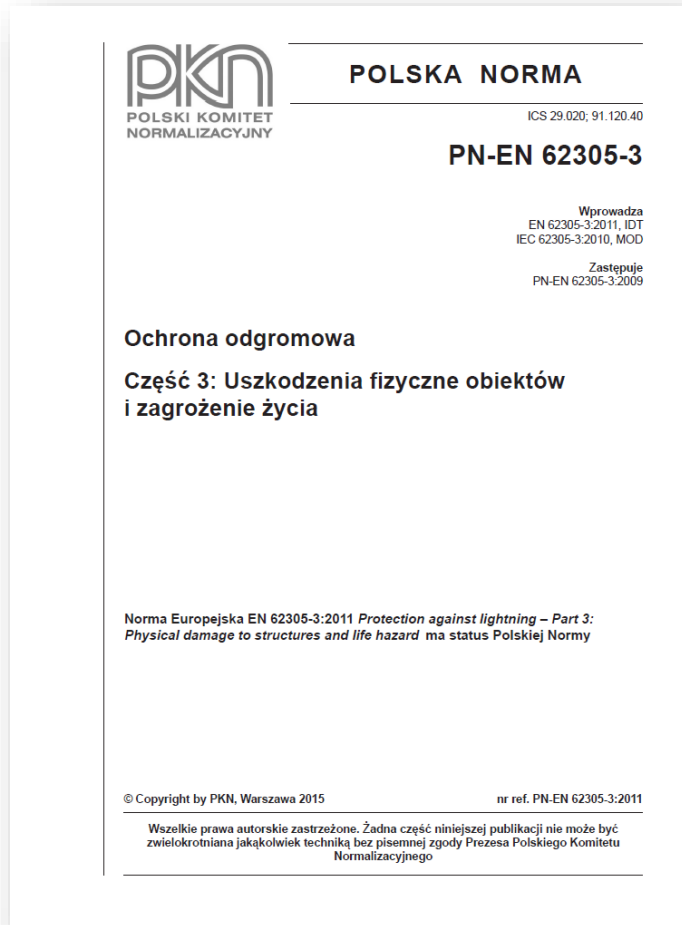 pkn
POLSKI KOMITET
NORMALIZACYJNY
POLSKA NORMA
ICS 29.020; 91.120.40
PN-EN 62305-3
Wprowadza
EN 62305-3:2011, IDT
IEC 62305-3:2010, MOD
Zastępuje
PN-EN 62305-3:2009
Ochrona odgromowa
Część 3: Uszkodzenia fizyczne obiektów
i zagrożenie życia
Norma Europejska EN 62305-3:2011 Protection against lightning – Part 3:
Physical damage to structures and life hazard ma status Polskiej Normy
© Copyright by PKN, Warszawa 2015
nr ref. PN-EN 62305-3:2011
Wszelkie prawa autorskie zastrzeżone. Żadna część niniejszej publikacji nie może być
zwielokrotniana jakąkolwiek techniką bez pisemnej zgody Prezesa Polskiego Komitetu
Normalizacyjnego